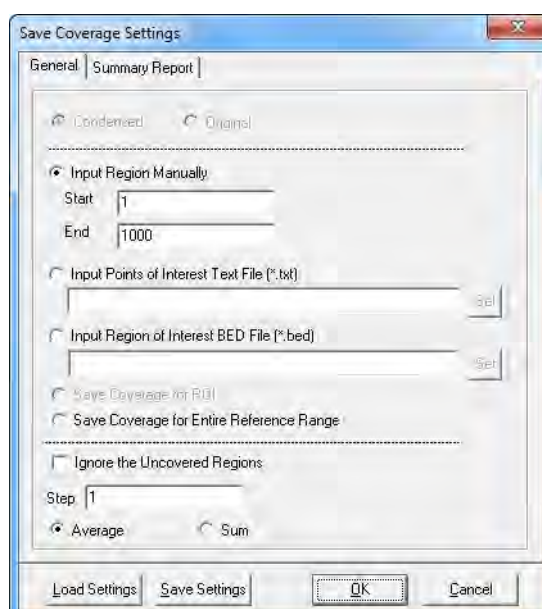 Save Coverage Settings
General Summary Report
Condensed Original
Input Region Manually
Start 1
End 1000
Input Points of Interest Text File (*.txt)
Set
Input Region of Interest BED File (*.bed)
Set
Save Coverage for ROI
Save Coverage for Entire Reference Range
Ignore the Uncovered Regions
Step 1
Average Sum
Load Settings Save Settings OK Cancel